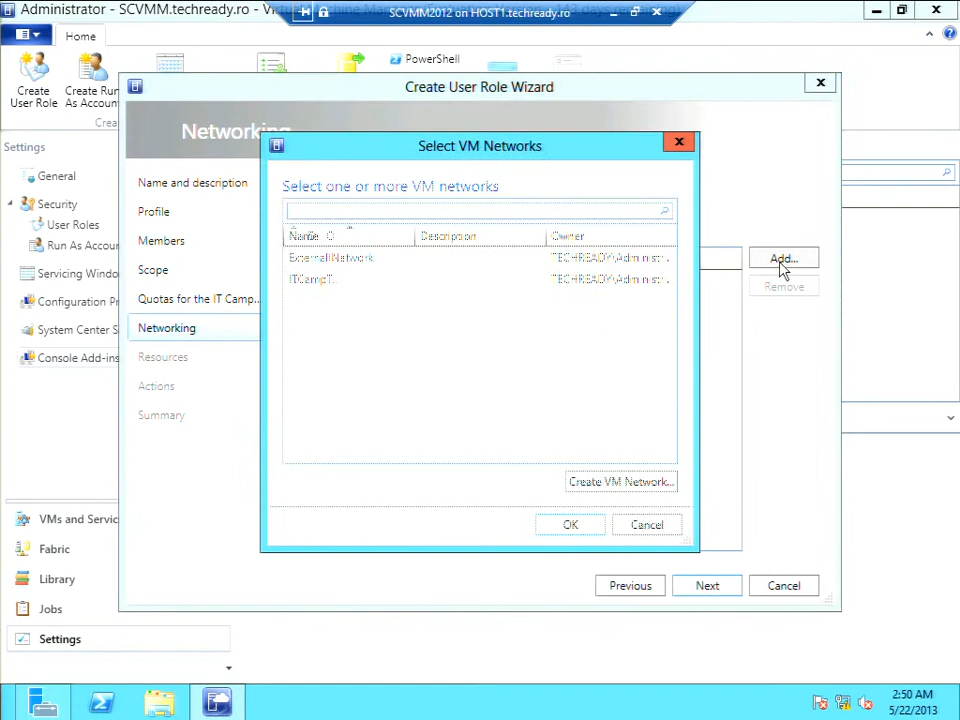 Administrator - SCVMM.techready.ro - Vir
SCVMM2012 on HOST1.techready.ro
Home
PowerShell
Create
User Role
Create Run
As Accoun
Crea
Create User Role Wizard
Networking
Settings
General
Security
User Roles
Run As Accou
Servicing Windo
Configuration Pr
System Center S
Console Add-ins
Name and description
Profile
Members
Scope
Quotas for the IT Camp...
Networking
Resources
Actions
Summary
Select VM Networks
Select one or more VM networks
Name
Description
Owner
ExternalNetwork
TECHREADY\Administr..
ITCampT..
TECHREADY\Administr..
Create VM Network...
OK
Cancel
Add...
Remove
Previous
Next
Cancel
VMs and Servic
Fabric
Library
Jobs
Settings
2:50 AM
5/22/2013